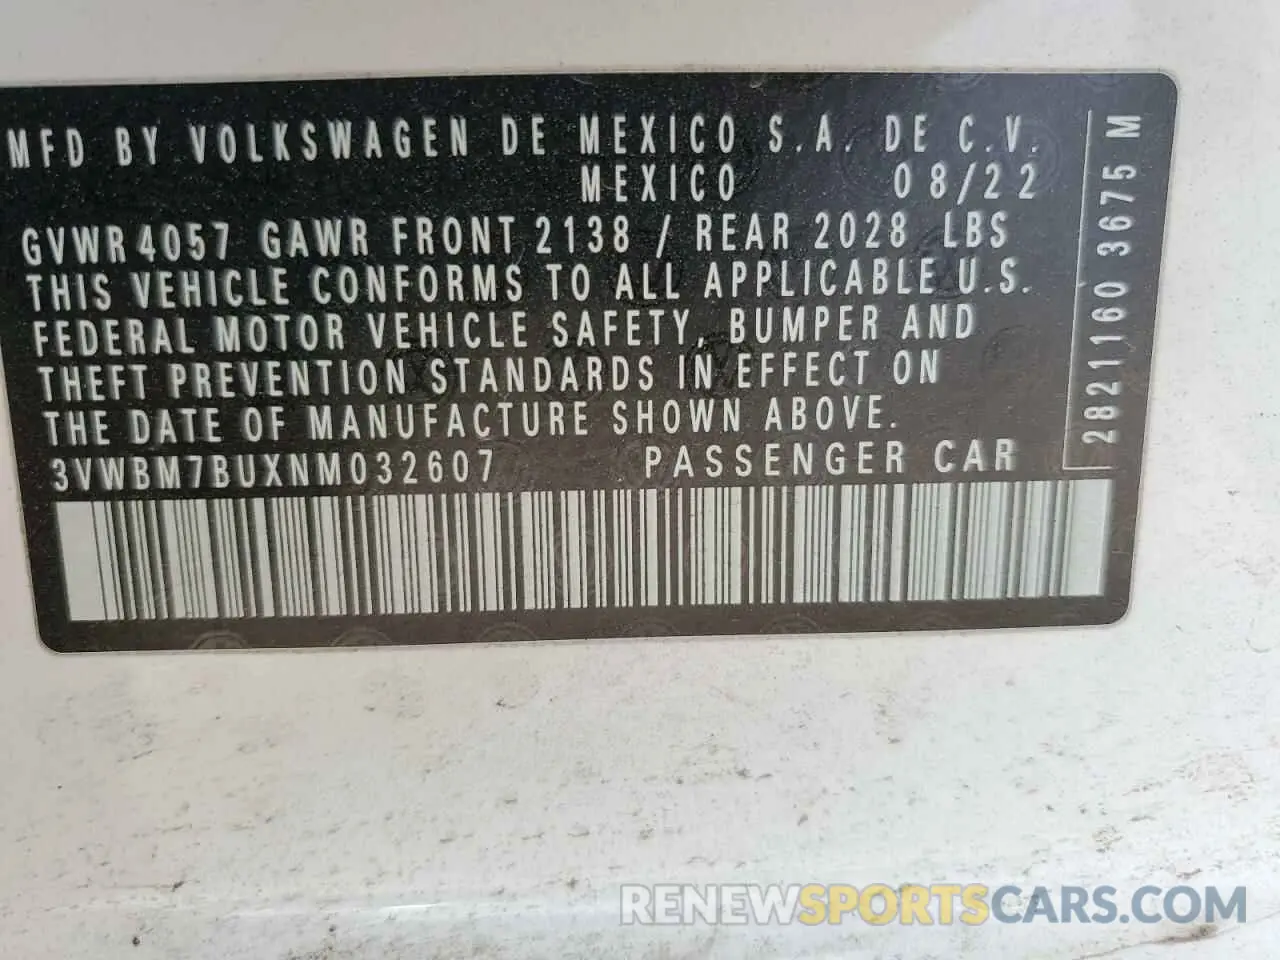 MFD BY VOLKSWAGEN DE MEXICO S.A. DE C.V.
MEXICO 08/22
GVWR 4057 GAWR FRONT 2138 / REAR 2028 LBS
THIS VEHICLE CONFORMS TO ALL APPLICABLE U.S.
FEDERAL MOTOR VEHICLE SAFETY, BUMPER AND
THEFT PREVENTION STANDARDS IN EFFECT ON
THE DATE OF MANUFACTURE SHOWN ABOVE.
3VWBM7BUXNM032607 PASSENGER CAR
2821160 3675 M
RENEWSPORTSCARS.COM